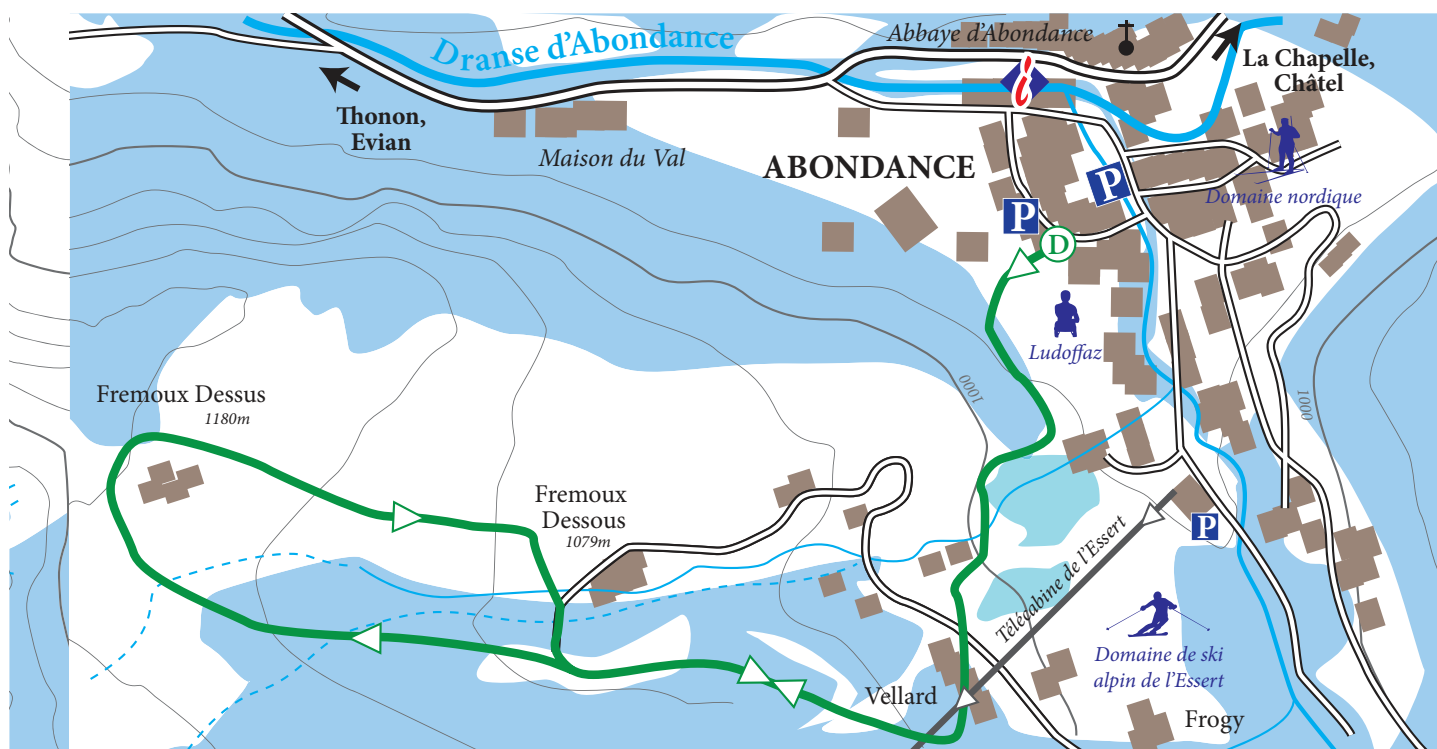 Dranse d'Abondance
Abbaye d'Abondance
La Chapelle,
Châtel
Thonon,
Evian
Maison du Val
ABONDANCE
P
P
Domaine nordique
D
Ludoffaz
1000
1000
Fremoux Dessus
1180m
Fremoux
Dessous
1079m
Télécabine de l'Essert
P
Domaine de ski
alpin de l'Essert
Vellard
Frogy